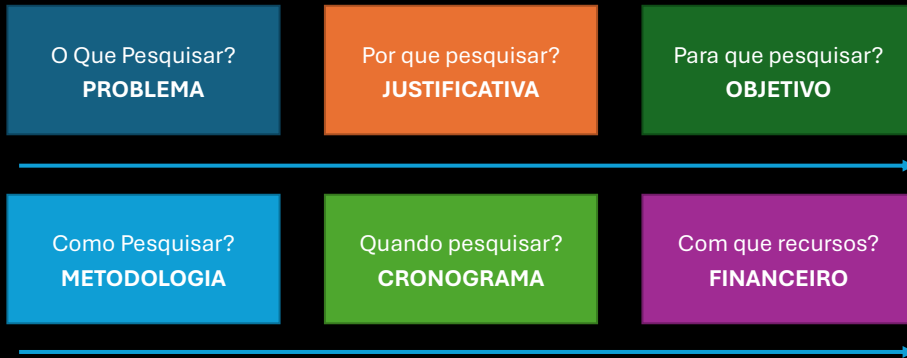 O Que Pesquisar?
PROBLEMA
Por que pesquisar?
JUSTIFICATIVA
Para que pesquisar?
OBJETIVO
Como Pesquisar?
METODOLOGIA
Quando pesquisar?
CRONOGRAMA
Com que recursos?
FINANCEIRO